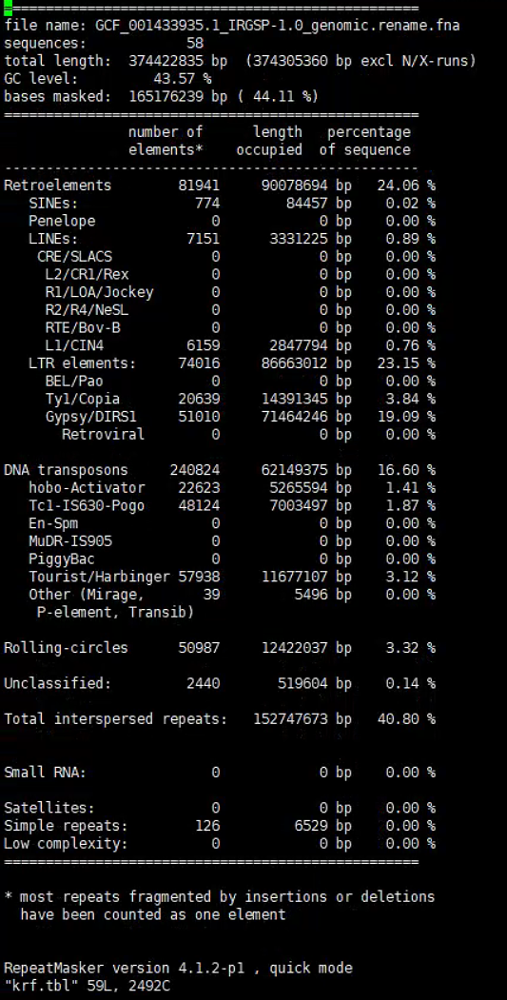 ==================================================
file name: GCF_001433935.1_IRGSP-1.0_genomic.rename.fna
sequences:            58
total length:  374422835 bp  (374305360 bp excl N/X-runs)
GC level:        43.57 %
bases masked:  165176239 bp ( 44.11 %)
==================================================
               number of      length   percentage
               elements*    occupied  of sequence
--------------------------------------------------
Retroelements        81941     90078694 bp   24.06 %
   SINEs:              774        84457 bp    0.02 %
   Penelope              0            0 bp    0.00 %
   LINEs:             7151      3331225 bp    0.89 %
    CRE/SLACS            0            0 bp    0.00 %
     L2/CR1/Rex          0            0 bp    0.00 %
     R1/LOA/Jockey       0            0 bp    0.00 %
     R2/R4/NeSL          0            0 bp    0.00 %
     RTE/Bov-B           0            0 bp    0.00 %
     L1/CIN4          6159      2847794 bp    0.76 %
   LTR elements:     74016     86663012 bp   23.15 %
     BEL/Pao             0            0 bp    0.00 %
     Ty1/Copia       20639     14391345 bp    3.84 %
     Gypsy/DIRS1     51010     71464246 bp   19.09 %
       Retroviral        0            0 bp    0.00 %

DNA transposons     240824     62149375 bp   16.60 %
   hobo-Activator    22623      5265594 bp    1.41 %
   Tc1-IS630-Pogo    48124      7003497 bp    1.87 %
   En-Spm                0            0 bp    0.00 %
   MuDR-IS905            0            0 bp    0.00 %
   PiggyBac              0            0 bp    0.00 %
   Tourist/Harbinger 57938     11677107 bp    3.12 %
   Other (Mirage,       39         5496 bp    0.00 %
    P-element, Transib)

Rolling-circles      50987     12422037 bp    3.32 %

Unclassified:         2440       519604 bp    0.14 %

Total interspersed repeats:   152747673 bp   40.80 %


Small RNA:               0            0 bp    0.00 %

Satellites:              0            0 bp    0.00 %
Simple repeats:        126         6529 bp    0.00 %
Low complexity:          0            0 bp    0.00 %
==================================================

* most repeats fragmented by insertions or deletions
  have been counted as one element


RepeatMasker version 4.1.2-p1 , quick mode
"krf.tbl" 59L, 2492C